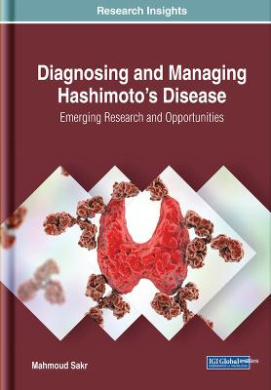 Research Insights
Diagnosing and Managing
Hashimoto's Disease
Emerging Research and Opportunities
Mahmoud Sakr
IGI Global